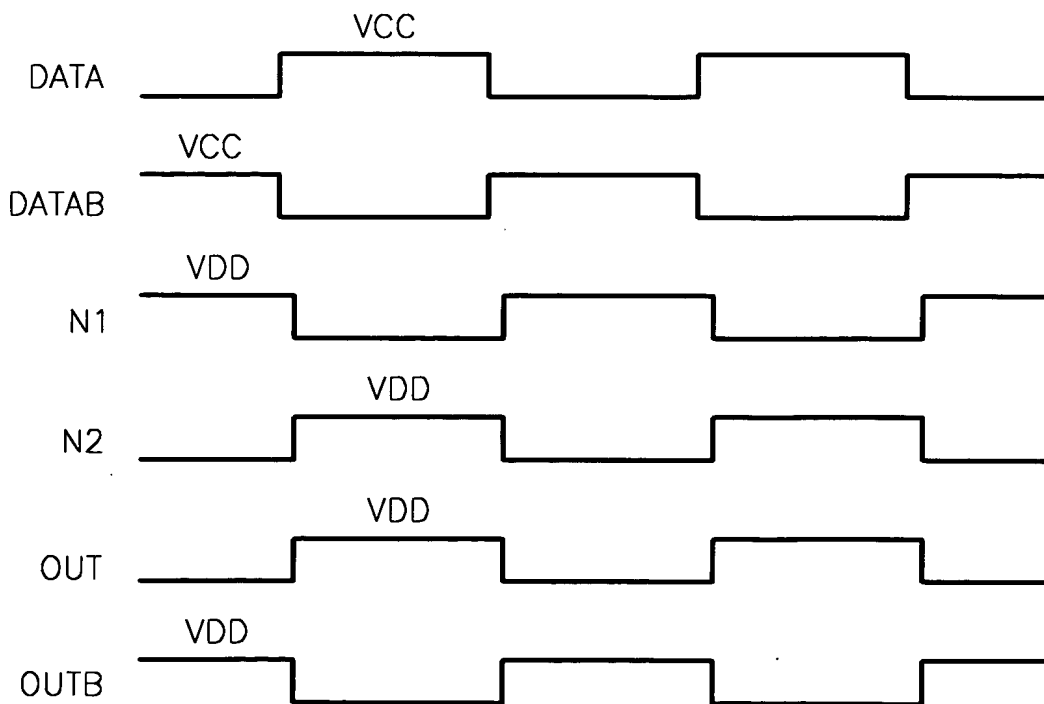 VCC
DATA
VCC
DATAB
VDD
N1
VDD
N2
VDD
OUT
VDD
OUTB